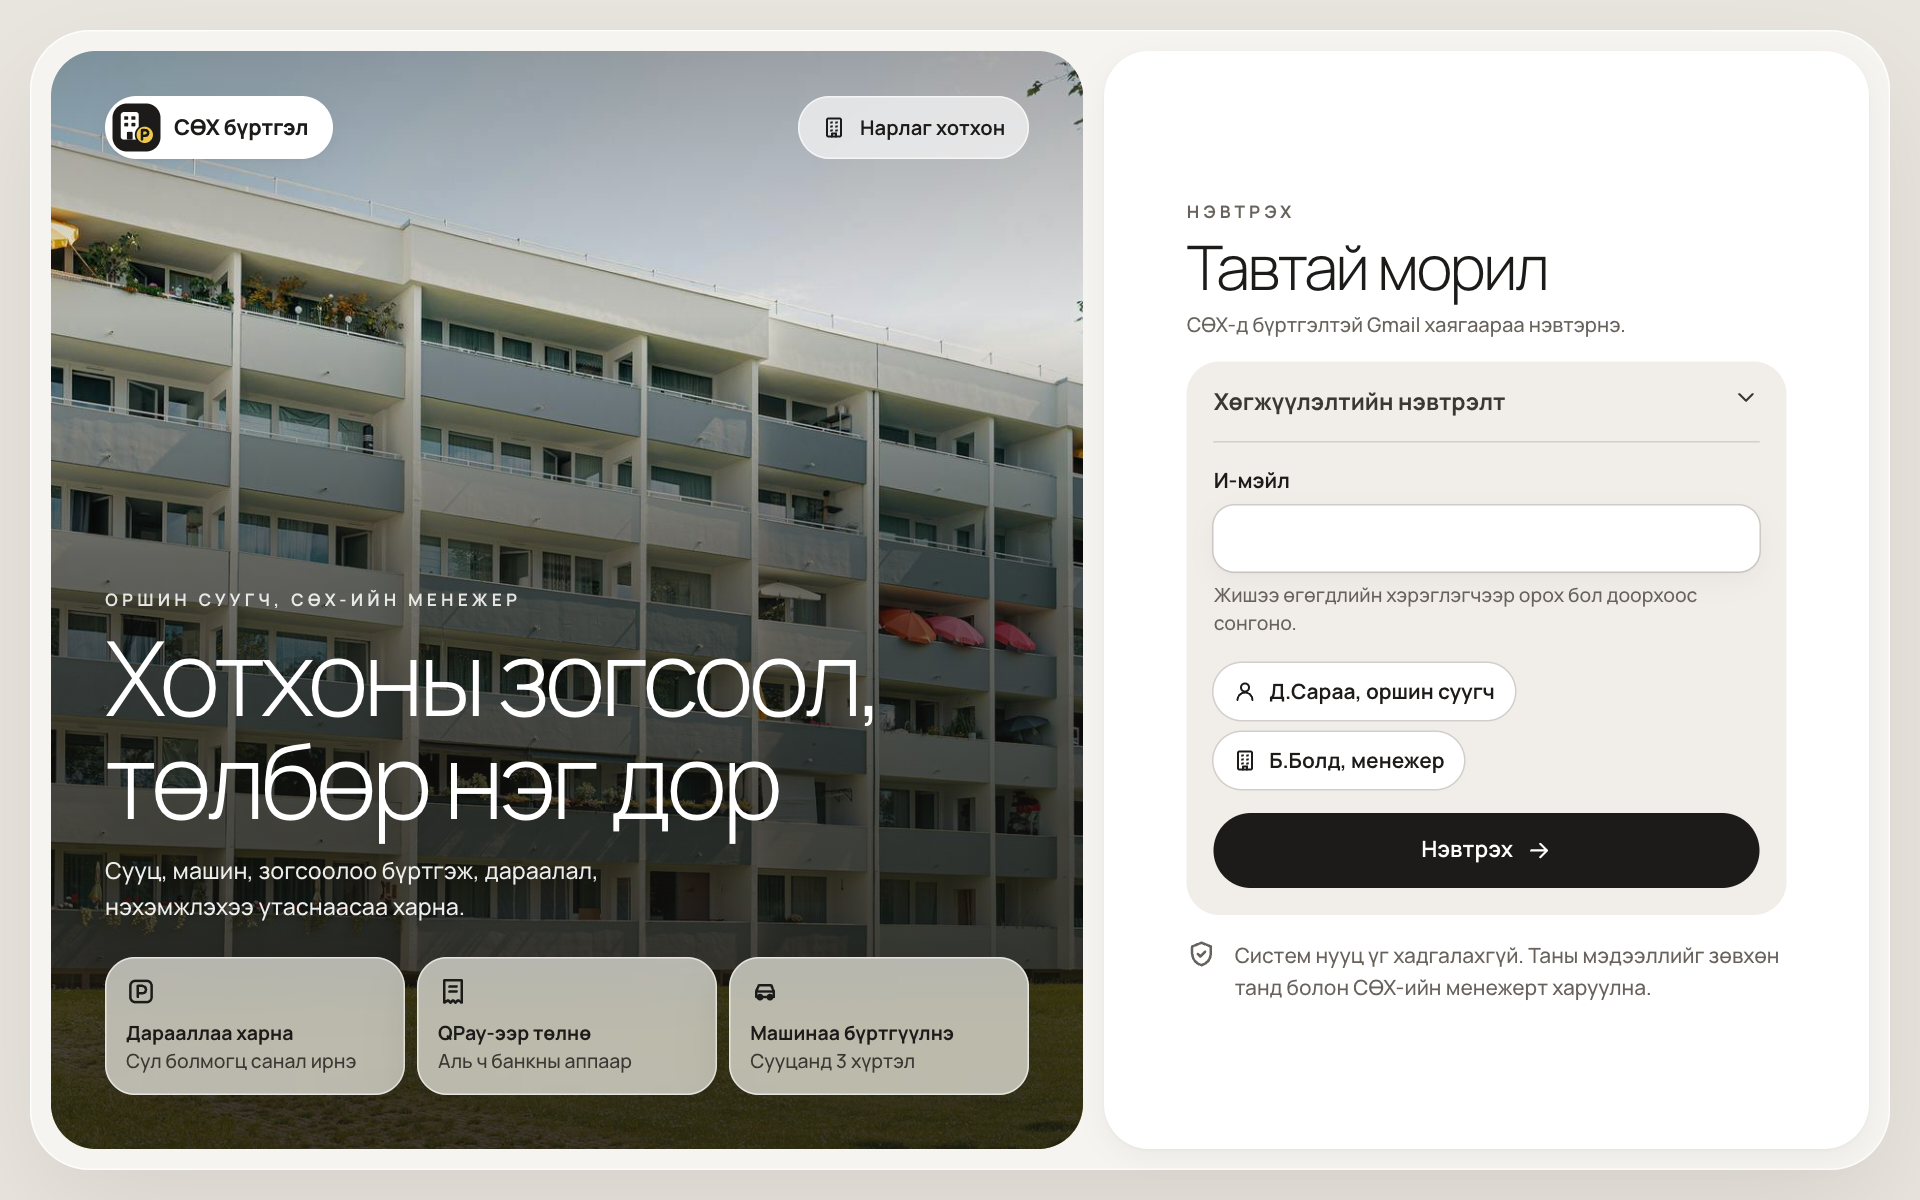 СӨХ бүртгэл
Нарлаг хотхон
ОРШИН СУУГЧ, СӨХ-ИЙН МЕНЕЖЕР
Хотхоны зогсоол,
төлбөр нэг дор
Сууц, машин, зогсоолоо бүртгэж, дараалал,
нэхэмжлэхээ утаснаасаа харна.
Дарааллаа харна
Сул болмогц санал ирнэ
QPay-ээр төлнө
Аль ч банкны аппаар
Машинаа бүртгүүлнэ
Сууцанд 3 хүртэл
НЭВТРЭХ
Тавтай морил
СӨХ-д бүртгэлтэй Gmail хаягаараа нэвтэрнэ.
Хөгжүүлэлтийн нэвтрэлт
И-мэйл
Жишээ өгөгдлийн хэрэглэгчээр орох бол доорхоос
сонгоно.
Д.Сараа, оршин суугч
Б.Болд, менежер
Нэвтрэх
Систем нууц үг хадгалахгүй. Таны мэдээллийг зөвхөн
танд болон СӨХ-ийн менежерт харуулна.